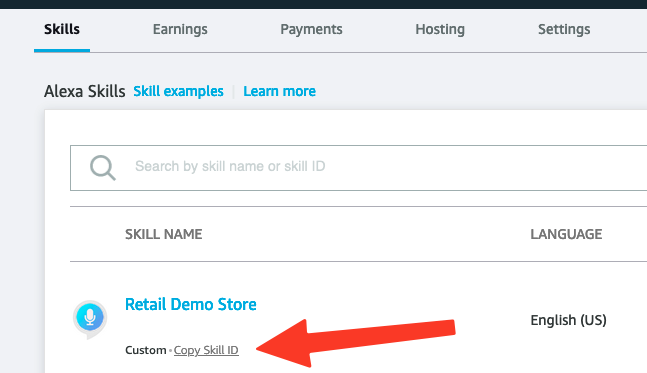 Skills Earnings Payments Hosting Settings
Alexa Skills Skill examples Learn more
Search by skill name or skill ID
SKILL NAME LANGUAGE
Retail Demo Store
English (US)
Custom • Copy Skill ID